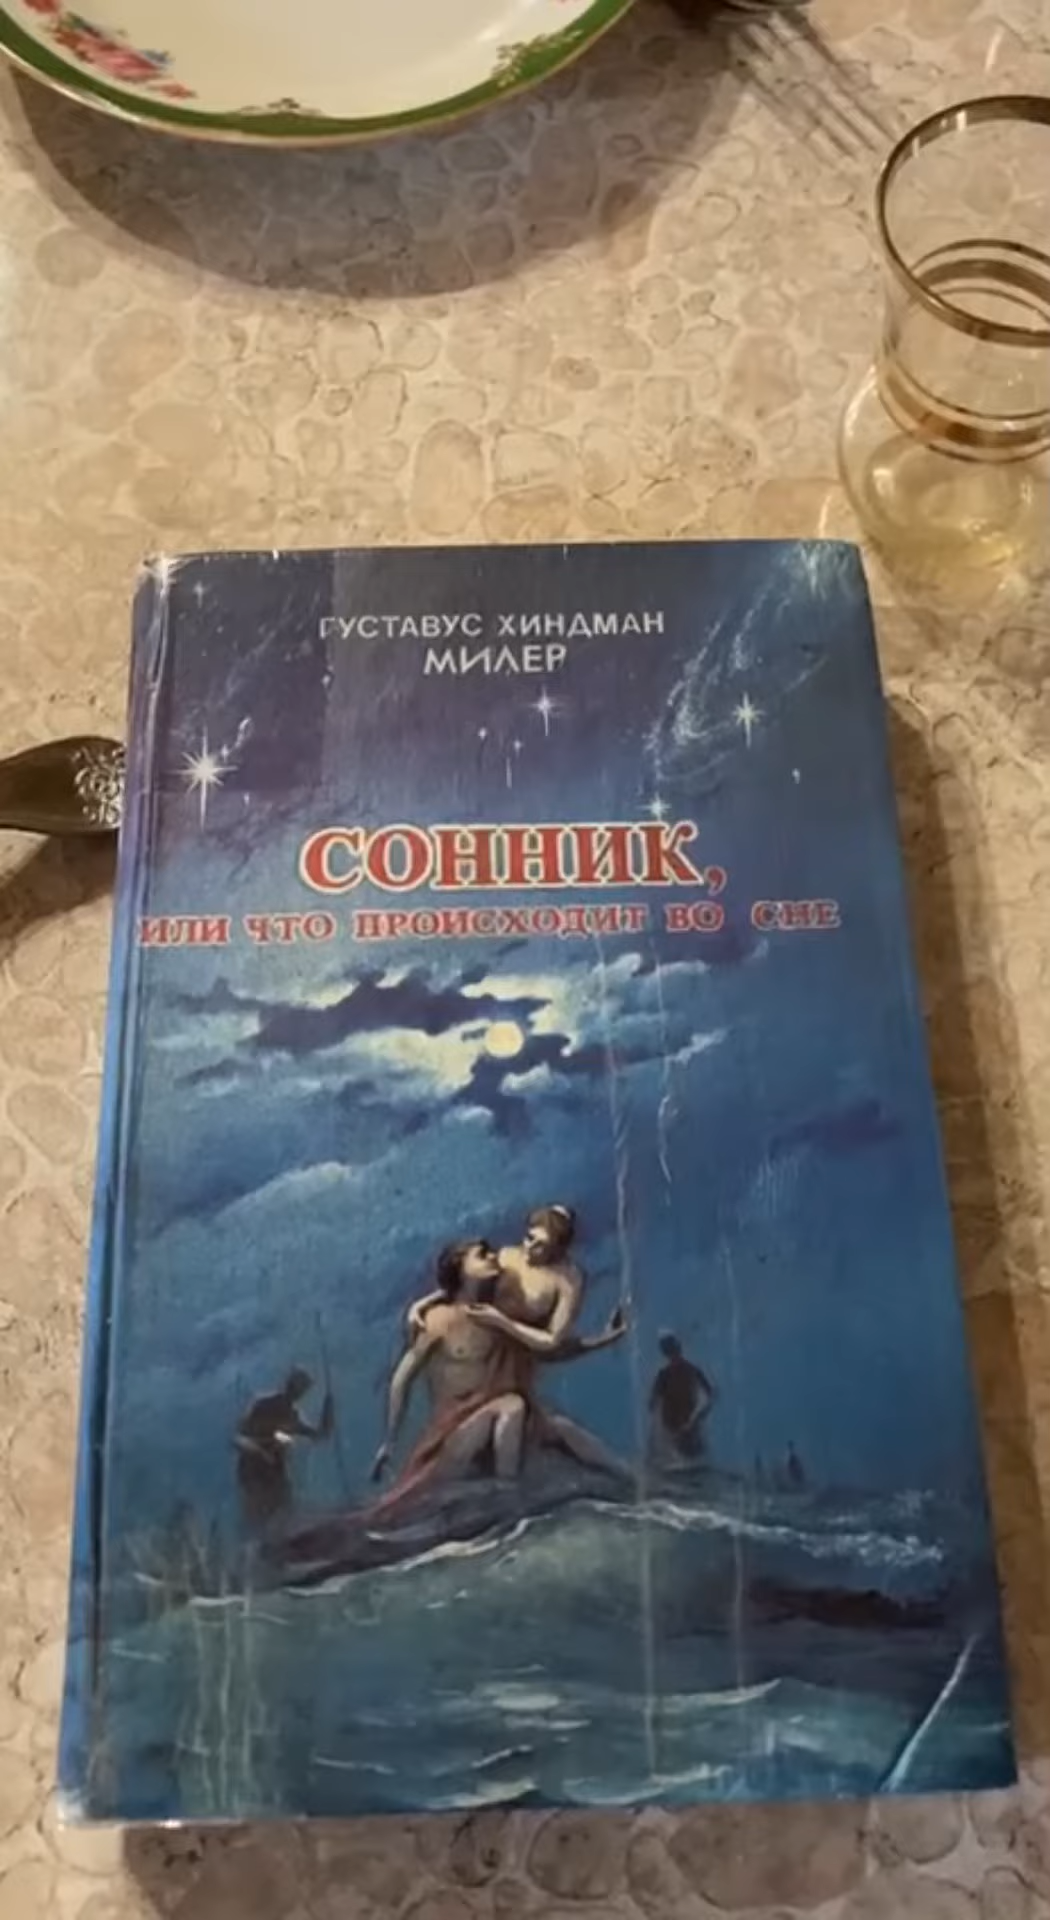 ГУСТАВУС ХИНДМАН
МИЛЕР
СОННИК,
ИЛИ ЧТО ПРОИСХОДИТ ВО СНЕ